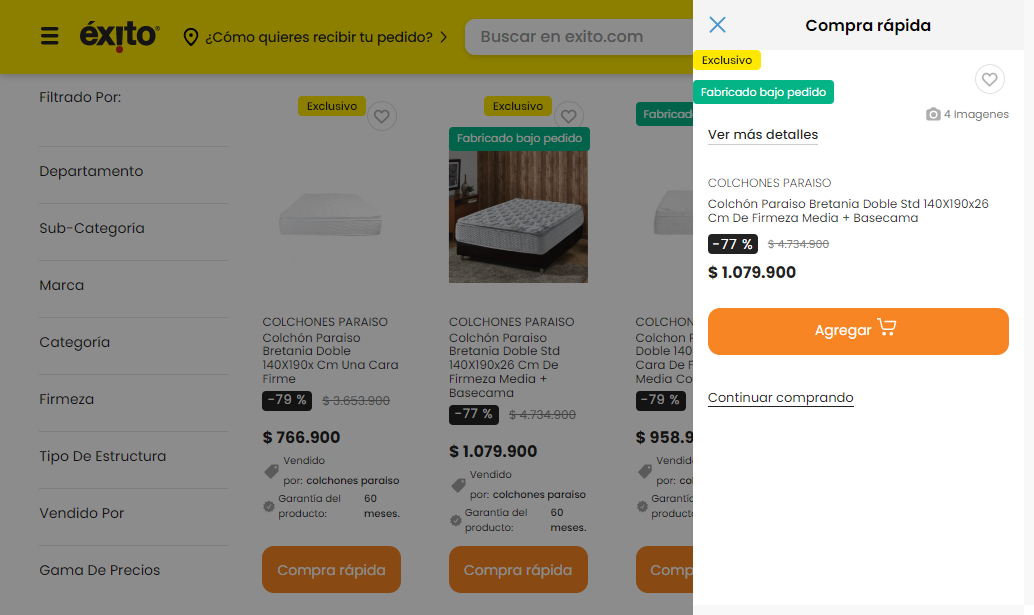 éxito
¿Cómo quieres recibir tu pedido?
Buscar en exito.com
Filtrado Por:
Departamento
Sub-Categoría
Marca
Categoría
Firmeza
Tipo De Estructura
Vendido Por
Gama De Precios
Exclusivo
COLCHONES PARAISO
Colchón Paraiso
Bretania Doble
140X190x Cm Una Cara
Firme
-79 %
$ 3.653.900
$ 766.900
Vendido
por: colchones paraiso
Garantía del 60
producto: meses.
Compra rápida
Exclusivo
Fabricado bajo pedido
COLCHONES PARAISO
Colchón Paraiso
Bretania Doble Std
140X190x26 Cm De
Firmeza Media +
Basecama
-77 %
$ 4.734.900
$ 1.079.900
Vendido
por: colchones paraiso
Garantía del 60
producto: meses.
Compra rápida
Fabricad
COLCHON
Colchon P
Doble 140
Cara De F
Media Co
-79 %
$ 958.9
Vendid
por: co
Garantí
product
Comp
Compra rápida
Exclusivo
Fabricado bajo pedido
4 Imagenes
Ver más detalles
COLCHONES PARAISO
Colchón Paraiso Bretania Doble Std 140X190x26
Cm De Firmeza Media + Basecama
-77 %
$ 4.734.900
$ 1.079.900
Agregar
Continuar comprando